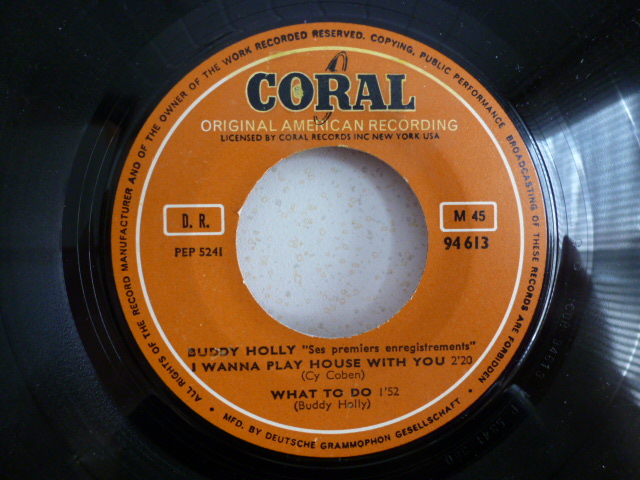 ALL RIGHTS OF THE RECORD MANUFACTURER AND OF THE OWNER OF THE WORK RECORDED RESERVED. COPYING, PUBLIC PERFORMANCE BROADCASTING OF THESE RECORDS ARE FORBIDDEN
CORAL
ORIGINAL AMERICAN RECORDING
LICENSED BY CORAL RECORDS INC NEW YORK USA
D. R.
M 45
PEP 5241
94 613
BUDDY HOLLY "Ses premiers enregistrements"
I WANNA PLAY HOUSE WITH YOU 2'20
(Cy Coben)
WHAT TO DO 1'52
(Buddy Holly)
• MFD. BY DEUTSCHE GRAMMOPHON GESELLSCHAFT •